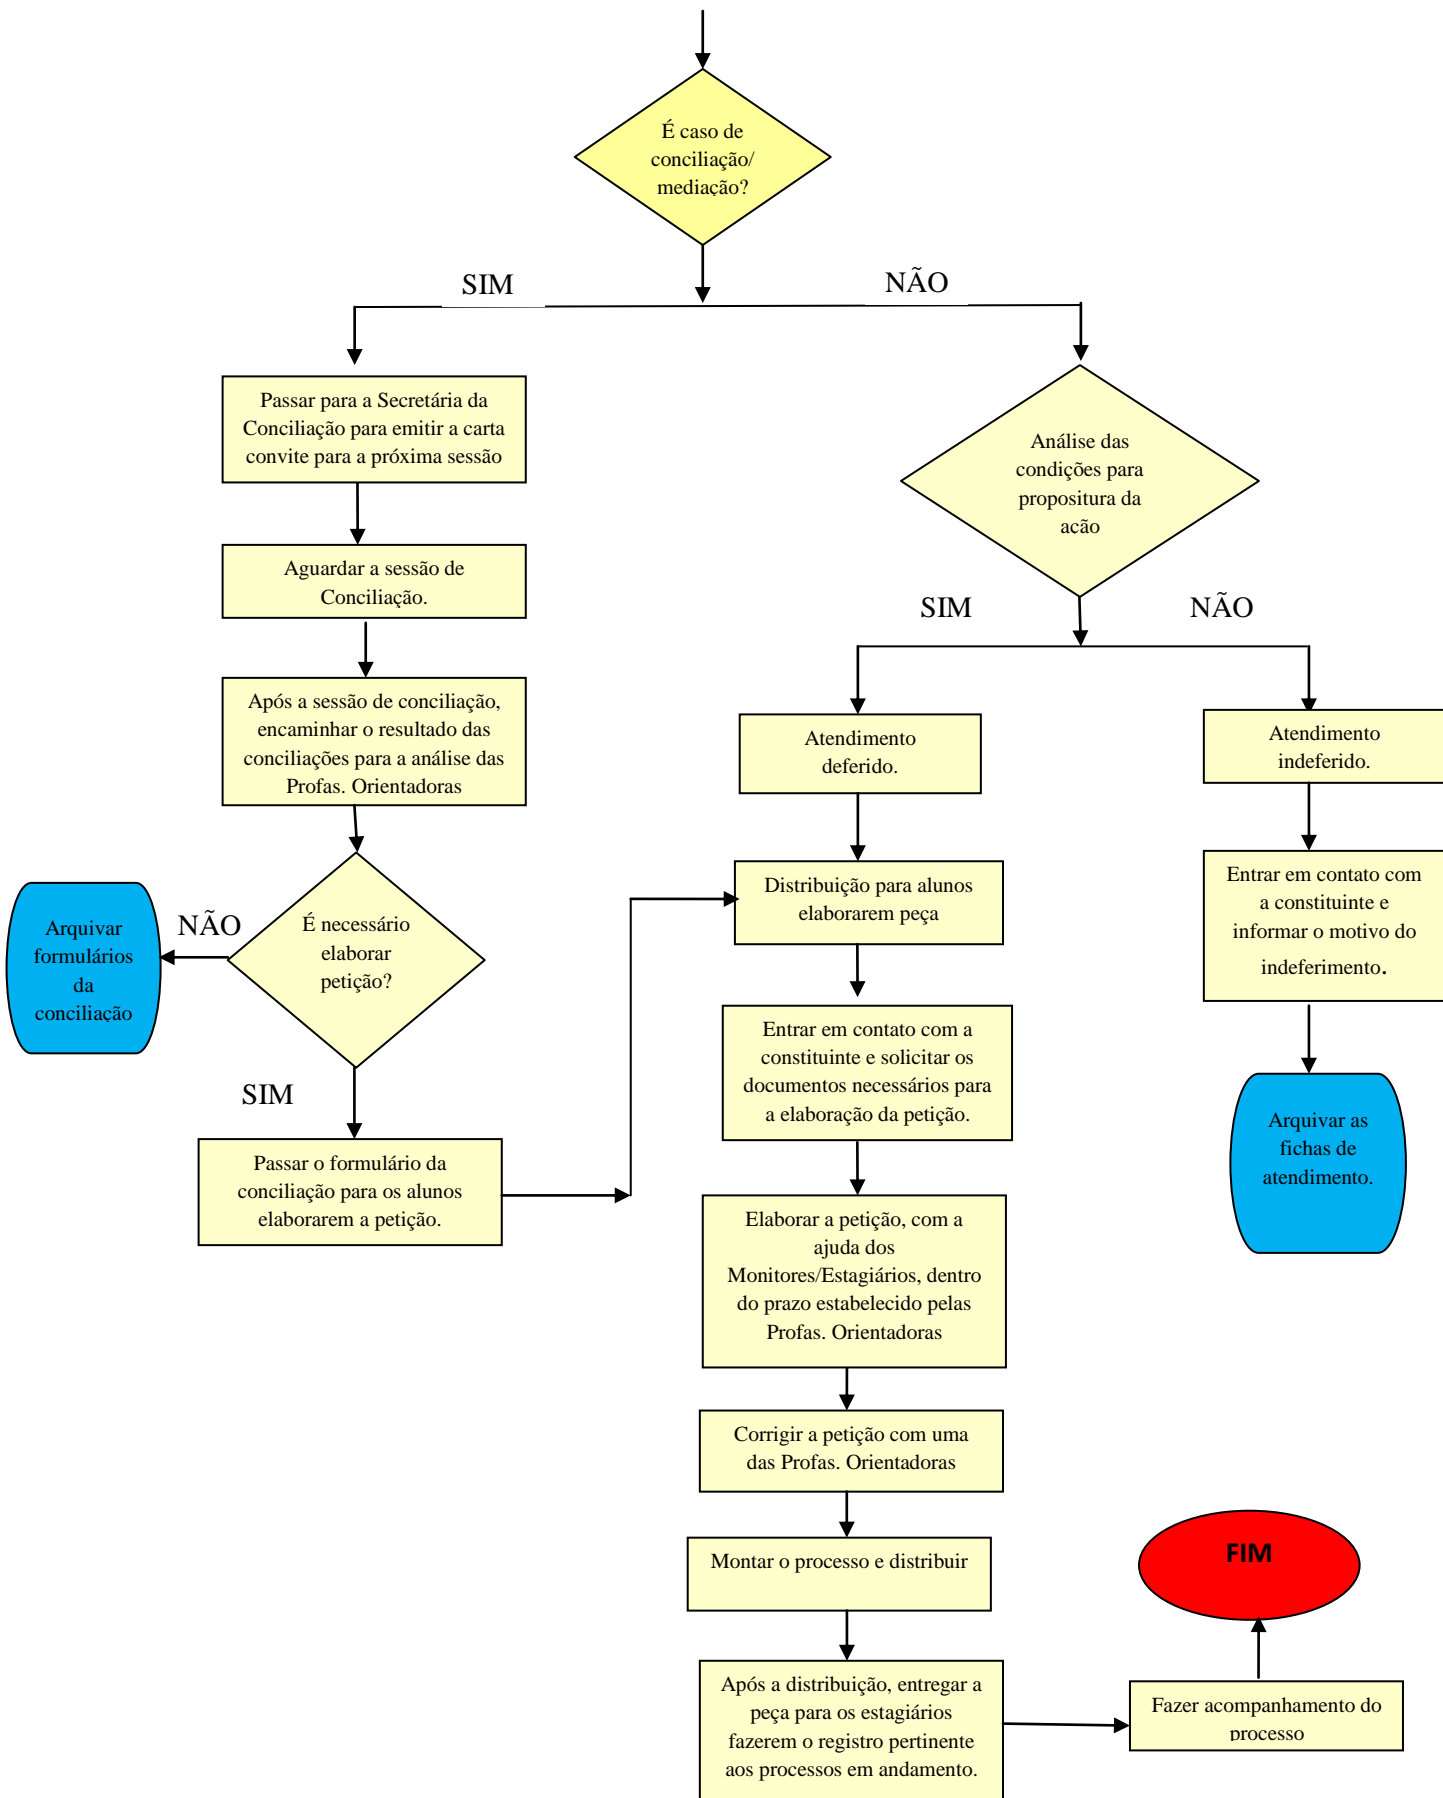 É caso de
conciliação/
mediação?
SIM
NÃO
Passar para a Secretária da
Conciliação para emitir a carta
convite para a próxima sessão
Análise das
condições para
propositura da
ação
Aguardar a sessão de
Conciliação.
SIM
NÃO
Após a sessão de conciliação,
encaminhar o resultado das
conciliações para a análise das
Profas. Orientadoras
Atendimento
deferido.
Atendimento
indeferido.
É necessário
elaborar
petição?
NÃO
Arquivar
formulários
da
conciliação
SIM
Passar o formulário da
conciliação para os alunos
elaborarem a petição.
Distribuição para alunos
elaborarem peça
Entrar em contato com
a constituinte e
informar o motivo do
indeferimento.
Entrar em contato com a
constituinte e solicitar os
documentos necessários para
a elaboração da petição.
Arquivar as
fichas de
atendimento.
Elaborar a petição, com a
ajuda dos
Monitores/Estagiários, dentro
do prazo estabelecido pelas
Profas. Orientadoras
Corrigir a petição com uma
das Profas. Orientadoras
Montar o processo e distribuir
Após a distribuição, entregar a
peça para os estagiários
fazerem o registro pertinente
aos processos em andamento.
Fazer acompanhamento do
processo
FIM